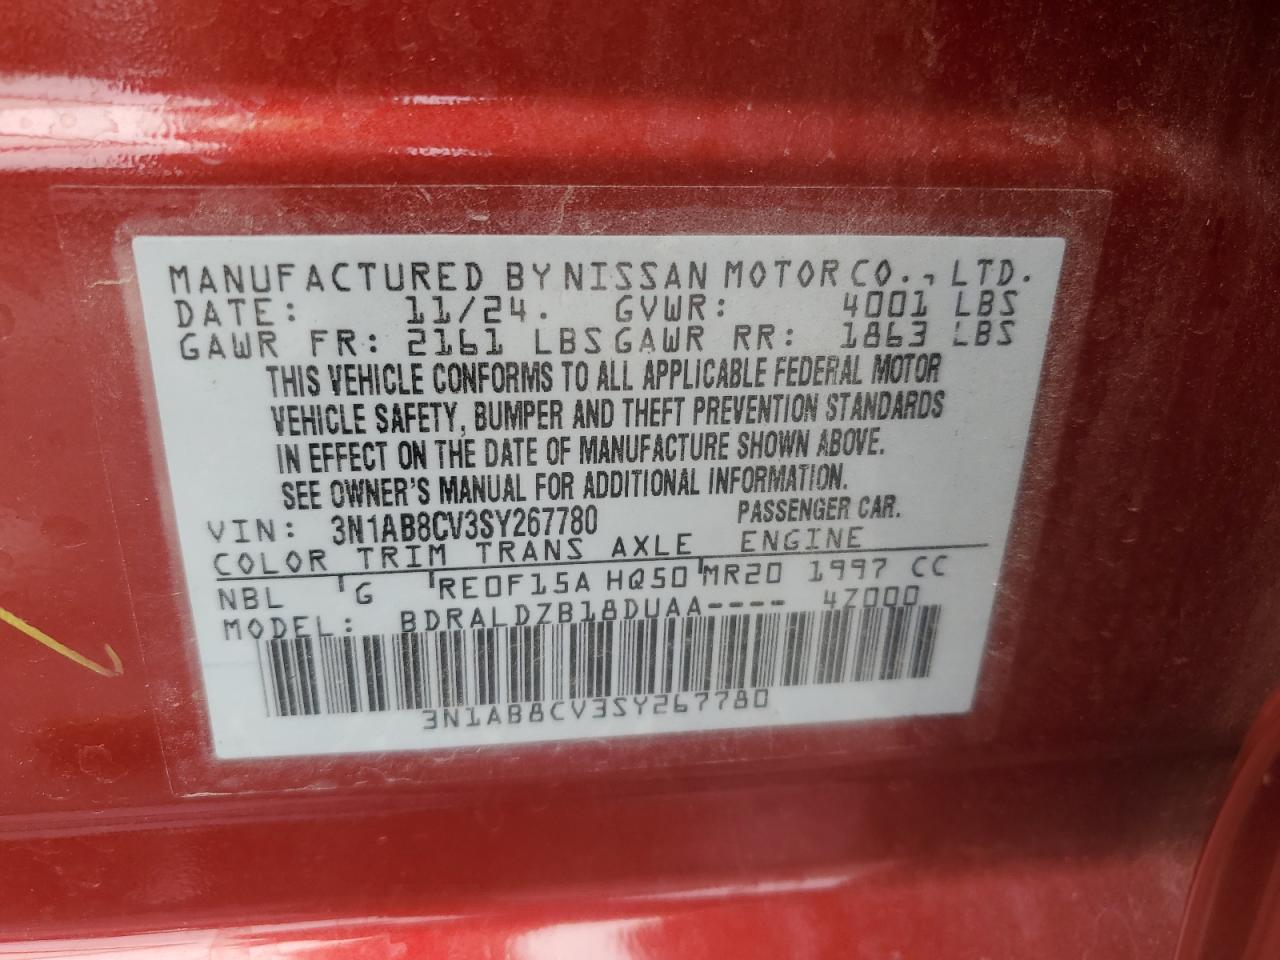 MANUFACTURED BY NISSAN MOTOR CO., LTD.
DATE: 11/24. GVWR: 4001 LBS
GAWR FR: 2161 LBS GAWR RR: 1863 LBS
THIS VEHICLE CONFORMS TO ALL APPLICABLE FEDERAL MOTOR
VEHICLE SAFETY, BUMPER AND THEFT PREVENTION STANDARDS
IN EFFECT ON THE DATE OF MANUFACTURE SHOWN ABOVE.
SEE OWNER'S MANUAL FOR ADDITIONAL INFORMATION.
VIN: 3N1AB8CV3SY267780 PASSENGER CAR.
COLOR TRIM TRANS AXLE ENGINE
NBL G RE0F15A HQ50 MR20 1997 CC
MODEL: BDRALDZB18DUAA---- 4Z000
3N1AB8CV3SY267780